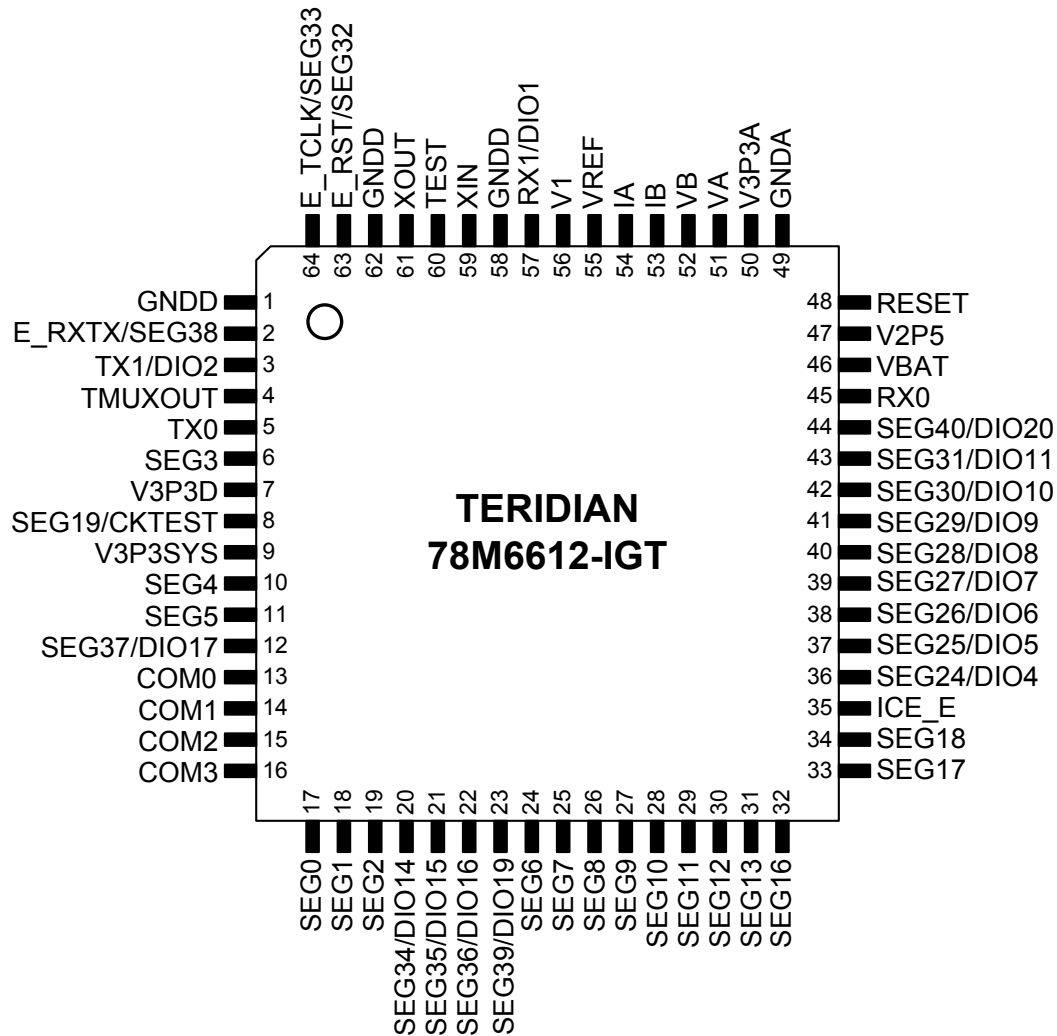 E_TCLK/SEG33
E_RST/SEG32
GNDD
XOUT
TEST
XIN
GNDD
RX1/DIO1
V1
VREF
IA
IB
VB
VA
V3P3A
GNDA
64
63
62
61
60
59
58
57
56
55
54
53
52
51
50
49
GNDD 1
E_RXTX/SEG38 2
TX1/DIO2 3
TMUXOUT 4
TX0 5
SEG3 6
V3P3D 7
SEG19/CKTEST 8
V3P3SYS 9
SEG4 10
SEG5 11
SEG37/DIO17 12
COM0 13
COM1 14
COM2 15
COM3 16
TERIDIAN
78M6612-IGT
48 RESET
47 V2P5
46 VBAT
45 RX0
44 SEG40/DIO20
43 SEG31/DIO11
42 SEG30/DIO10
41 SEG29/DIO9
40 SEG28/DIO8
39 SEG27/DIO7
38 SEG26/DIO6
37 SEG25/DIO5
36 SEG24/DIO4
35 ICE_E
34 SEG18
33 SEG17
17
18
19
20
21
22
23
24
25
26
27
28
29
30
31
32
SEG0
SEG1
SEG2
SEG34/DIO14
SEG35/DIO15
SEG36/DIO16
SEG39/DIO19
SEG6
SEG7
SEG8
SEG9
SEG10
SEG11
SEG12
SEG13
SEG16